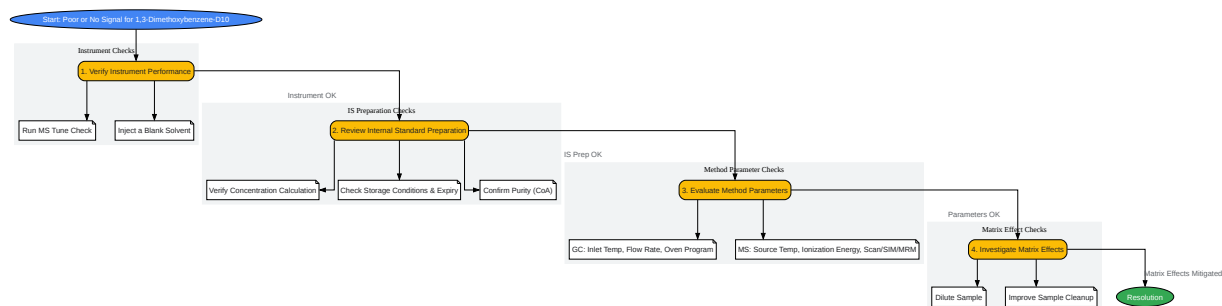 Start: Poor or No Signal for 1,3-Dimethoxybenzene-D10
Instrument Checks
1. Verify Instrument Performance
Run MS Tune Check
Inject a Blank Solvent
Instrument OK
IS Preparation Checks
2. Review Internal Standard Preparation
Verify Concentration Calculation
Check Storage Conditions & Expiry
Confirm Purity (CoA)
IS Prep OK
Method Parameter Checks
3. Evaluate Method Parameters
GC: Inlet Temp, Flow Rate, Oven Program
MS: Source Temp, Ionization Energy, Scan/SIM/MRM
Parameters OK
Matrix Effect Checks
4. Investigate Matrix Effects
Dilute Sample
Improve Sample Cleanup
Matrix Effects Mitigated
Resolution